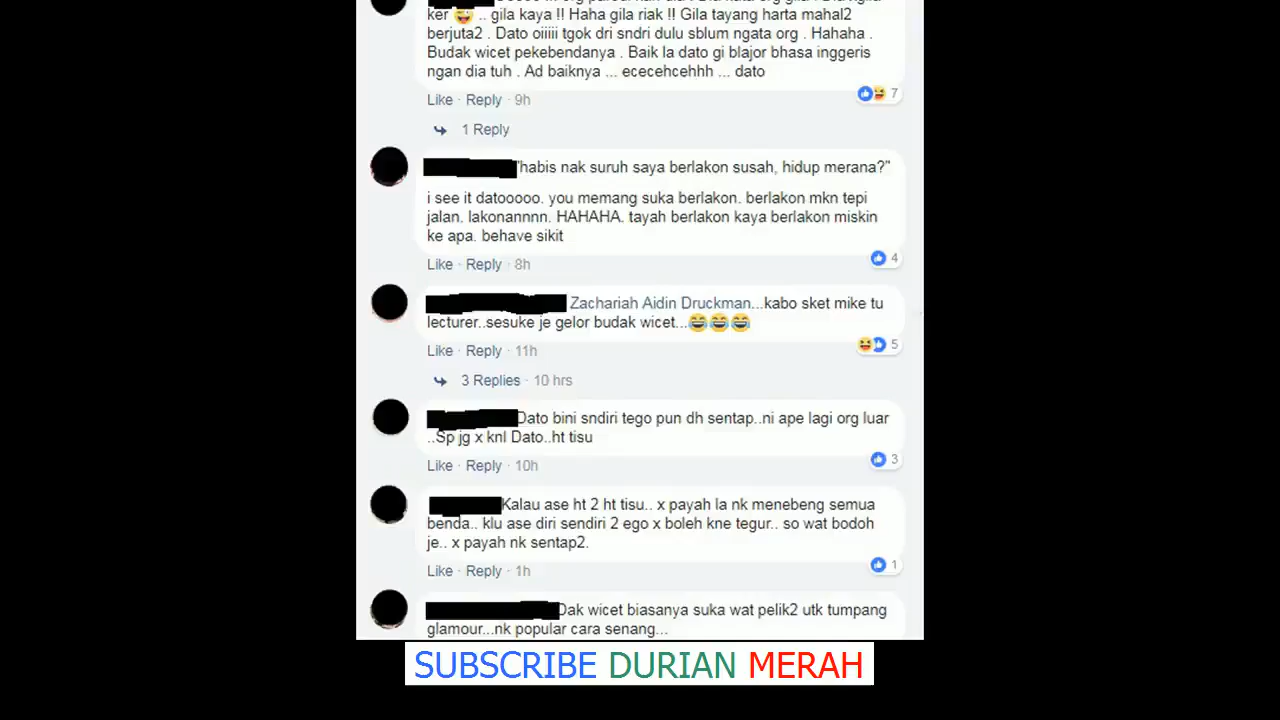 ker .. gila kaya !! Haha gila riak !! Gila tayang harta mahal2
berjuta2 . Dato oiiiii tgok dri sndri dulu sblum ngata org . Hahaha .
Budak wicet pekebendanya . Baik la dato gi blajor bhasa inggeris
ngan dia tuh . Ad baiknya ... ececehcehhh ... dato
7
Like · Reply · 9h
1 Reply
"habis nak suruh saya berlakon susah, hidup merana?"
i see it datooooo. you memang suka berlakon. berlakon mkn tepi
jalan. lakonannnn. HAHAHA. tayah berlakon kaya berlakon miskin
ke apa. behave sikit
4
Like · Reply · 8h
Zachariah Aidin Druckman...kabo sket mike tu
lecturer..sesuke je gelor budak wicet...😂😂😂
5
Like · Reply · 11h
3 Replies · 10 hrs
Dato bini sndiri tego pun dh sentap..ni ape lagi org luar
..Sp jg x knl Dato..ht tisu
3
Like · Reply · 10h
Kalau ase ht 2 ht tisu.. x payah la nk menebeng semua
benda.. klu ase diri sendiri 2 ego x boleh kne tegur.. so wat bodoh
je.. x payah nk sentap2.
1
Like · Reply · 1h
Dak wicet biasanya suka wat pelik2 utk tumpang
glamour...nk popular cara senang...
SUBSCRIBE DURIAN MERAH